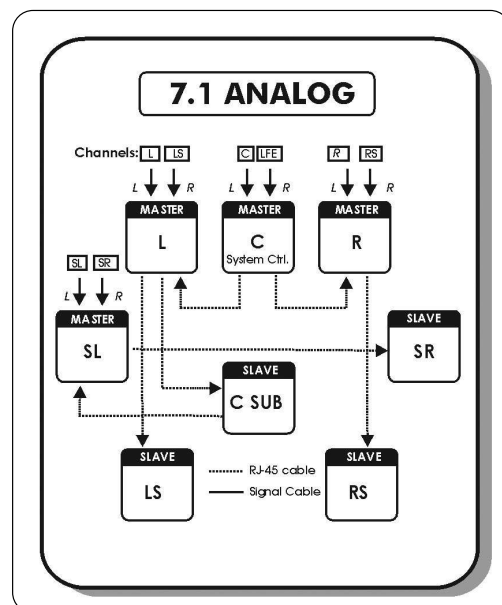 7.1 ANALOG
Channels: L LS C LFE R RS
L R L R L R
MASTER MASTER MASTER
L C R
System Ctrl.
SL SR
L R
MASTER SLAVE
SL SR
SLAVE
C SUB
SLAVE SLAVE
LS RS
RJ-45 cable
Signal Cable